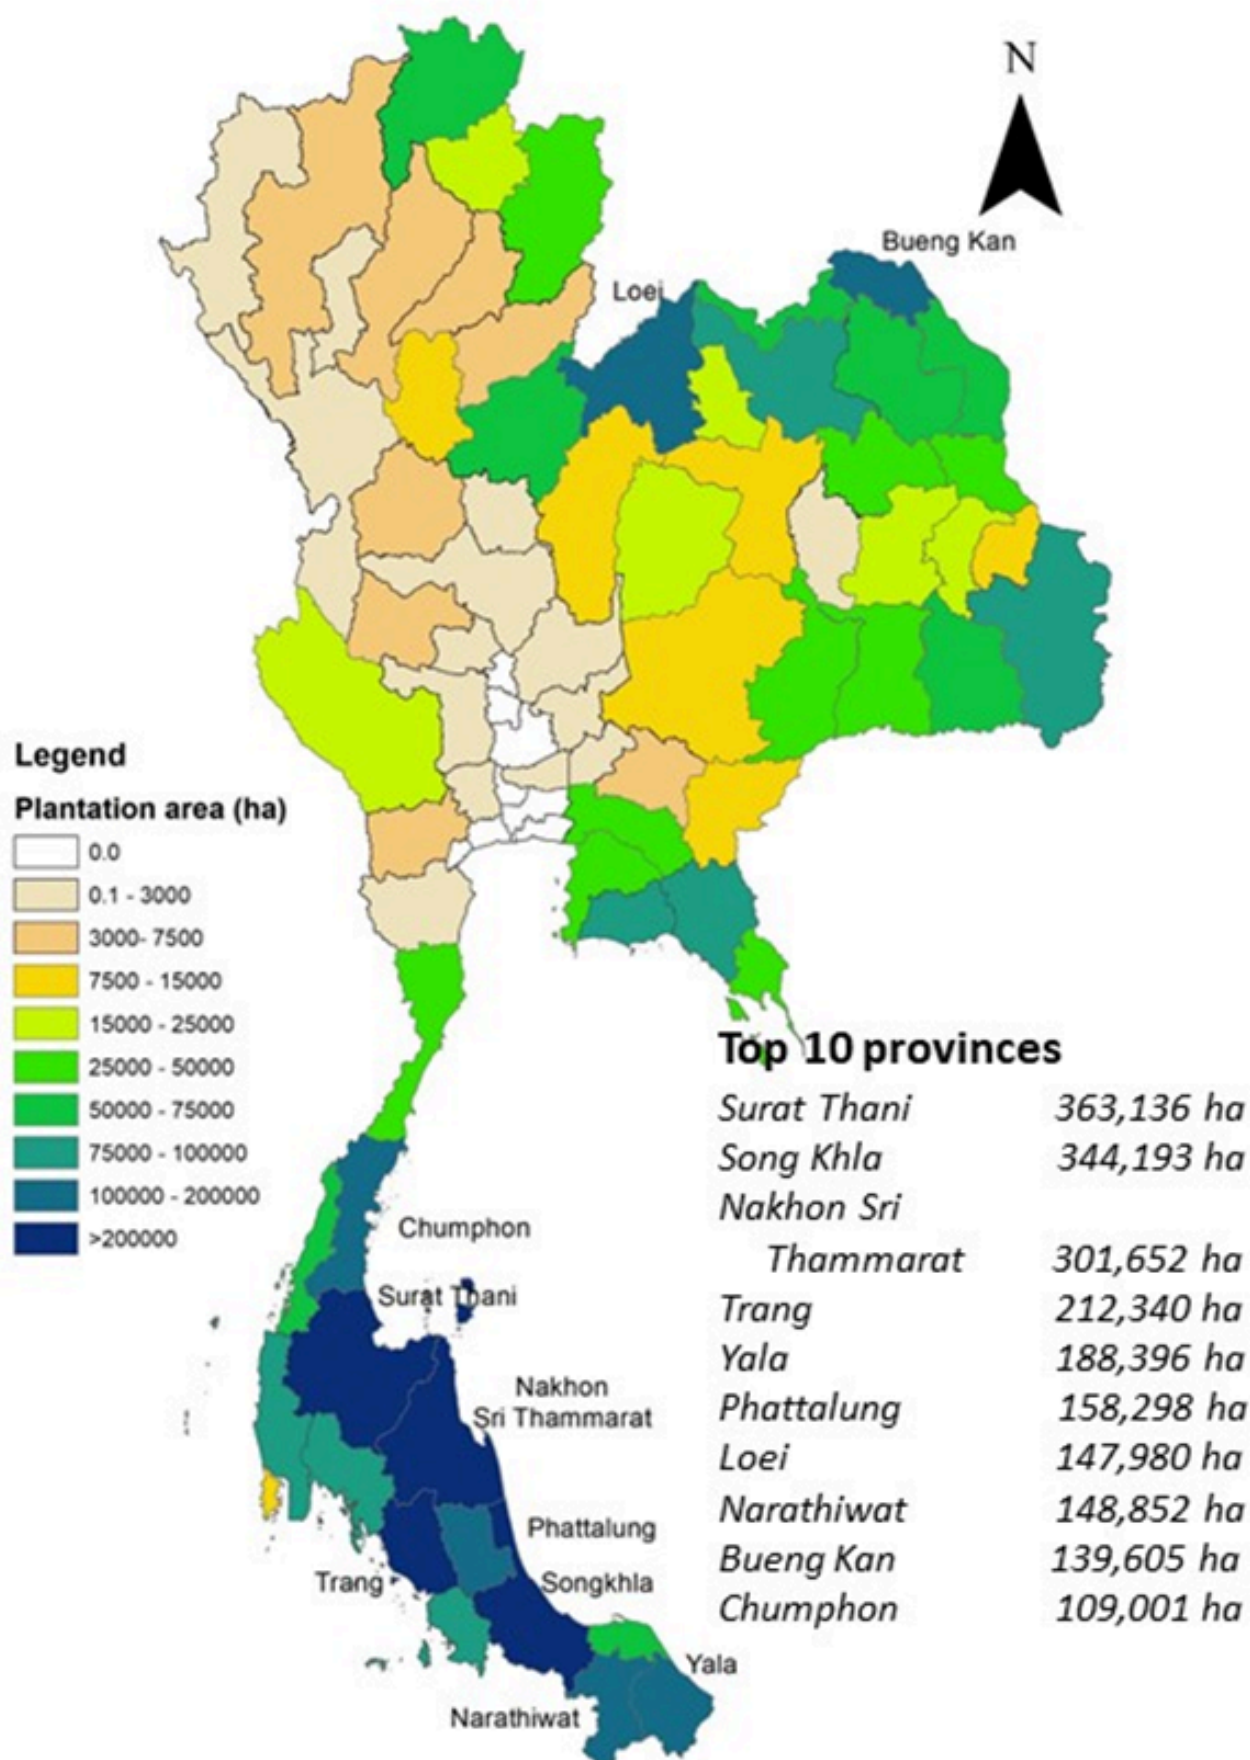 N
Bueng Kan
Loei
Legend
Plantation area (ha)
0.0
0.1 - 3000
3000- 7500
7500 - 15000
15000 - 25000
25000 - 50000
50000 - 75000
75000 - 100000
100000 - 200000
>200000
Chumphon
Surat Thani
Nakhon
Sri Thammarat
Phattalung
Trang
Songkhla
Yala
Narathiwat
Top 10 provinces
Surat Thani 363,136 ha
Song Khla 344,193 ha
Nakhon Sri
Thammarat 301,652 ha
Trang 212,340 ha
Yala 188,396 ha
Phattalung 158,298 ha
Loei 147,980 ha
Narathiwat 148,852 ha
Bueng Kan 139,605 ha
Chumphon 109,001 ha